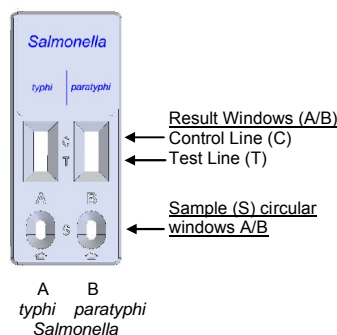 Salmonella
typhi paratyphi
Result Windows (A/B)
C Control Line (C)
T Test Line (T)
A B
Sample (S) circular
S windows A/B
A B
typhi paratyphi
Salmonella